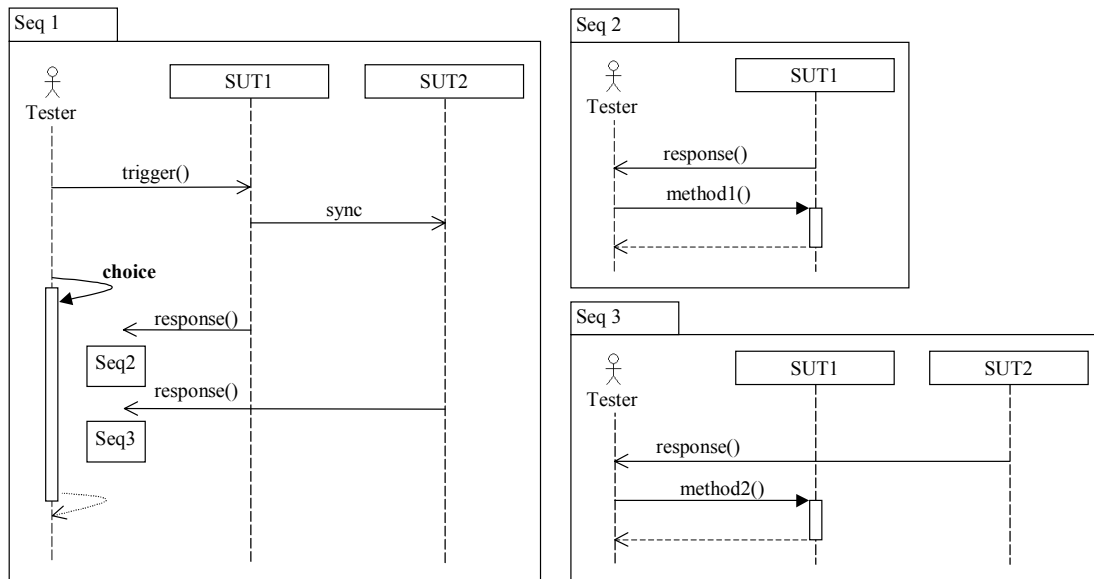 Seq 1
Tester
SUT1
SUT2
trigger()
sync
choice
response()
Seq2
response()
Seq3
Seq 2
Tester
SUT1
response()
method1()
Seq 3
Tester
SUT1
SUT2
response()
method2()